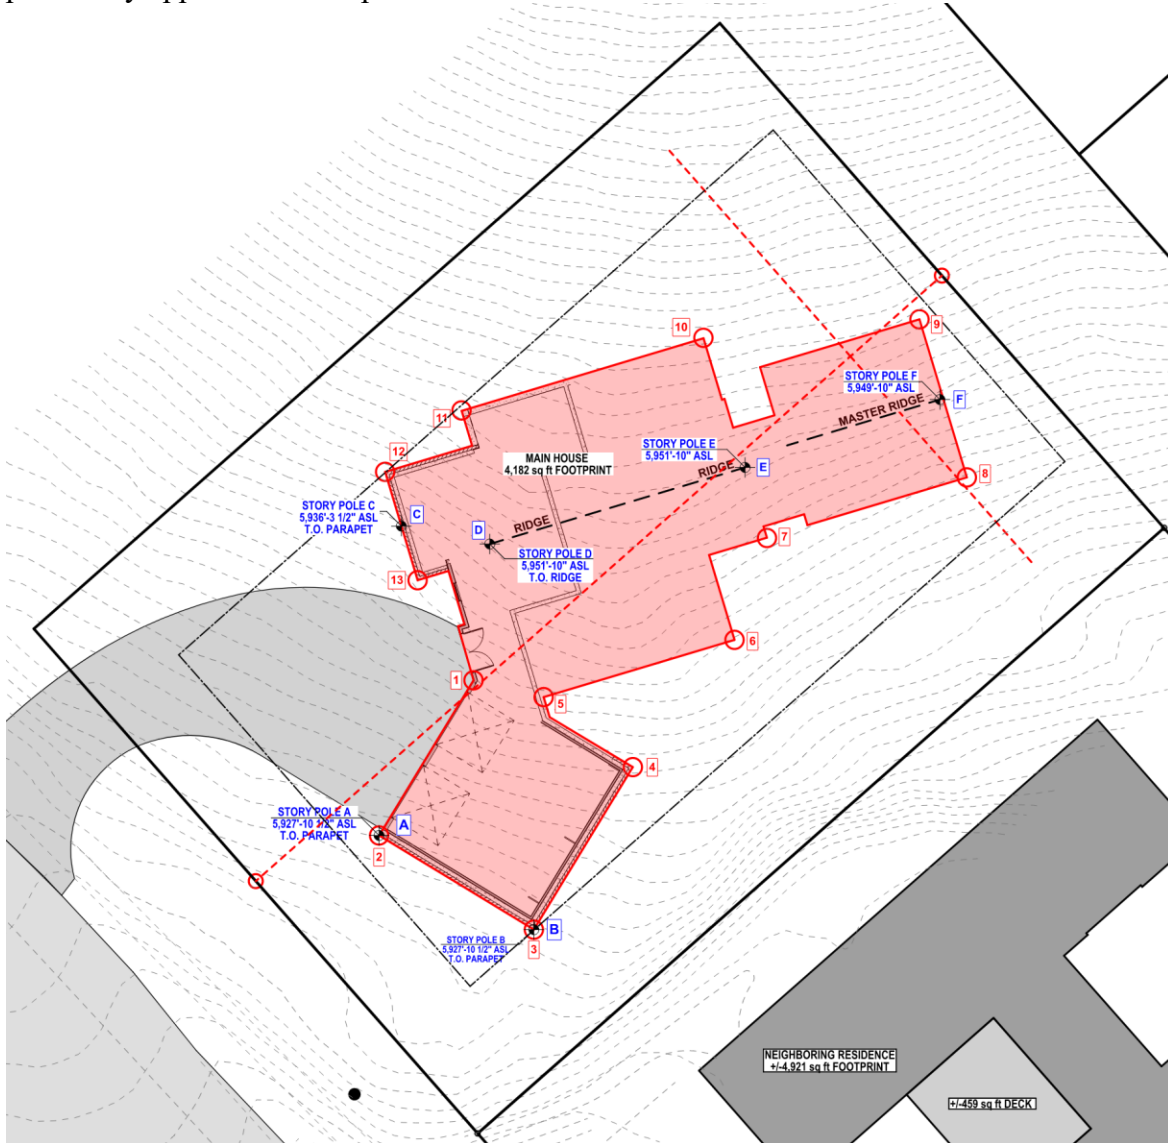 10
9
STORY POLE F
5,949'-10" ASL
F
MASTER RIDGE
11
STORY POLE E
5,951'-10" ASL
RIDGE
E
12
MAIN HOUSE
4,182 sq ft FOOTPRINT
8
STORY POLE C
5,936'-3 1/2" ASL
T.O. PARAPET
C
RIDGE
D
STORY POLE D
5,951'-10" ASL
T.O. RIDGE
7
13
6
1
5
4
STORY POLE A
5,927'-10 1/2" ASL
T.O. PARAPET
A
2
STORY POLE B
5,927'-10 1/2" ASL
T.O. PARAPET
B
3
NEIGHBORING RESIDENCE
+/-4,921 sq ft FOOTPRINT
+/-459 sq ft DECK